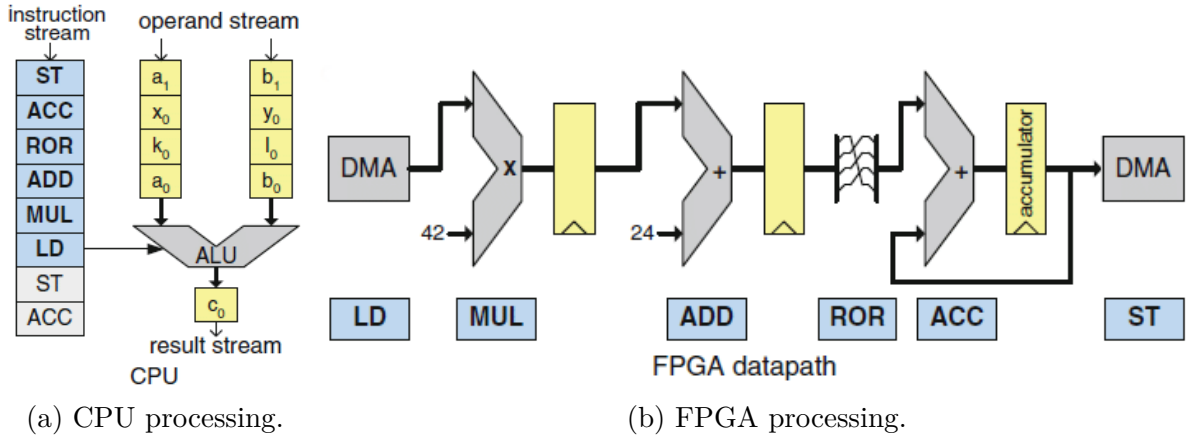 instruction
stream
operand stream
ST
ACC
ROR
ADD
MUL
LD
ST
ACC
a1
x0
k0
a0
b1
y0
l0
b0
ALU
c0
result stream
CPU
DMA
x
42
+
24
+
accumulator
DMA
LD
MUL
ADD
ROR
ACC
ST
FPGA datapath
(a) CPU processing.
(b) FPGA processing.